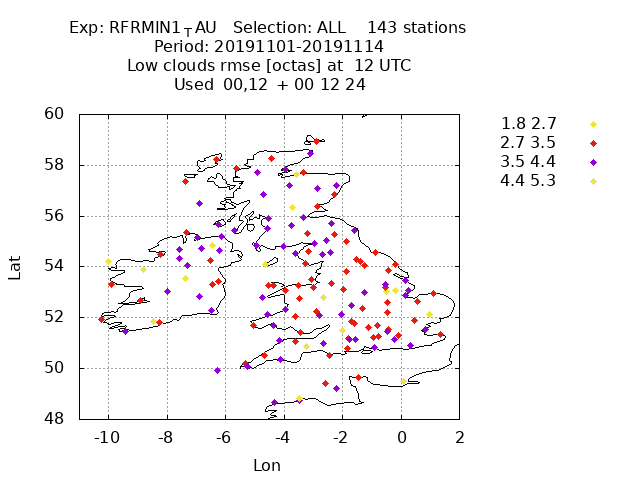 Exp: RFRMIN1_TAU   Selection: ALL    143 stations
Period: 20191101-20191114
Low clouds rmse [octas] at  12 UTC
Used  00,12  + 00 12 24
1.8 2.7
2.7 3.5
3.5 4.4
4.4 5.3
Lat
60
58
56
54
52
50
48
-10 -8 -6 -4 -2 0 2
Lon